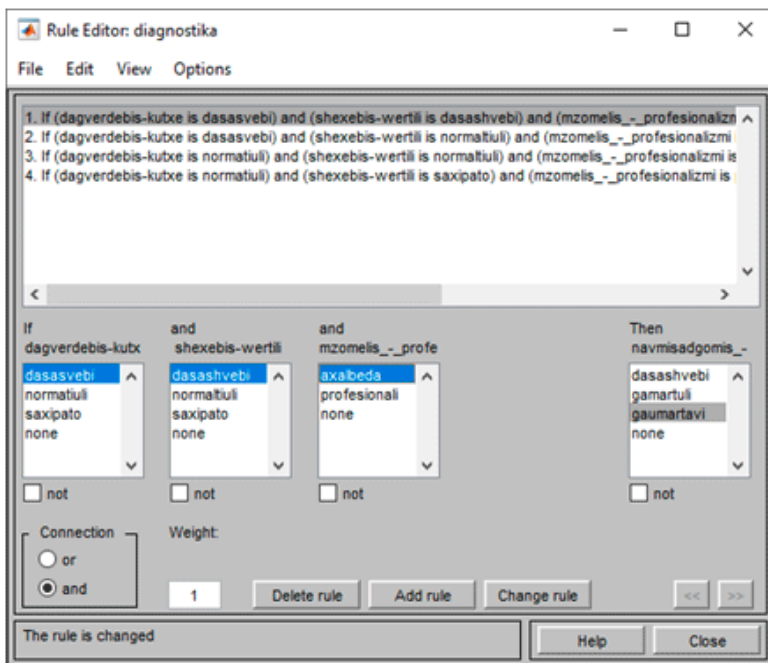 Rule Editor: diagnostika
File Edit View Options
1. If (dagverdebis-kutxe is dasasvebi) and (shexebis-wertili is dasashvebi) and (mzomelis_-_profesionalizm
2. If (dagverdebis-kutxe is dasasvebi) and (shexebis-wertili is normaltiuli) and (mzomelis_-_profesionalizmi
3. If (dagverdebis-kutxe is normatiuli) and (shexebis-wertili is normaltiuli) and (mzomelis_-_profesionalizmi is
4. If (dagverdebis-kutxe is normatiuli) and (shexebis-wertili is saxipato) and (mzomelis_-_profesionalizmi is
If and and Then
dagverdebis-kutx shexebis-wertili mzomelis_-_profe navmisadgomis_-
dasasvebi dasashvebi axalbeda dasashvebi
normatiuli normaltiuli profesionali gamartuli
saxipato saxipato none gaumartavi
none none none
not not not not
Connection Weight:
or
and 1 Delete rule Add rule Change rule << >>
The rule is changed Help Close